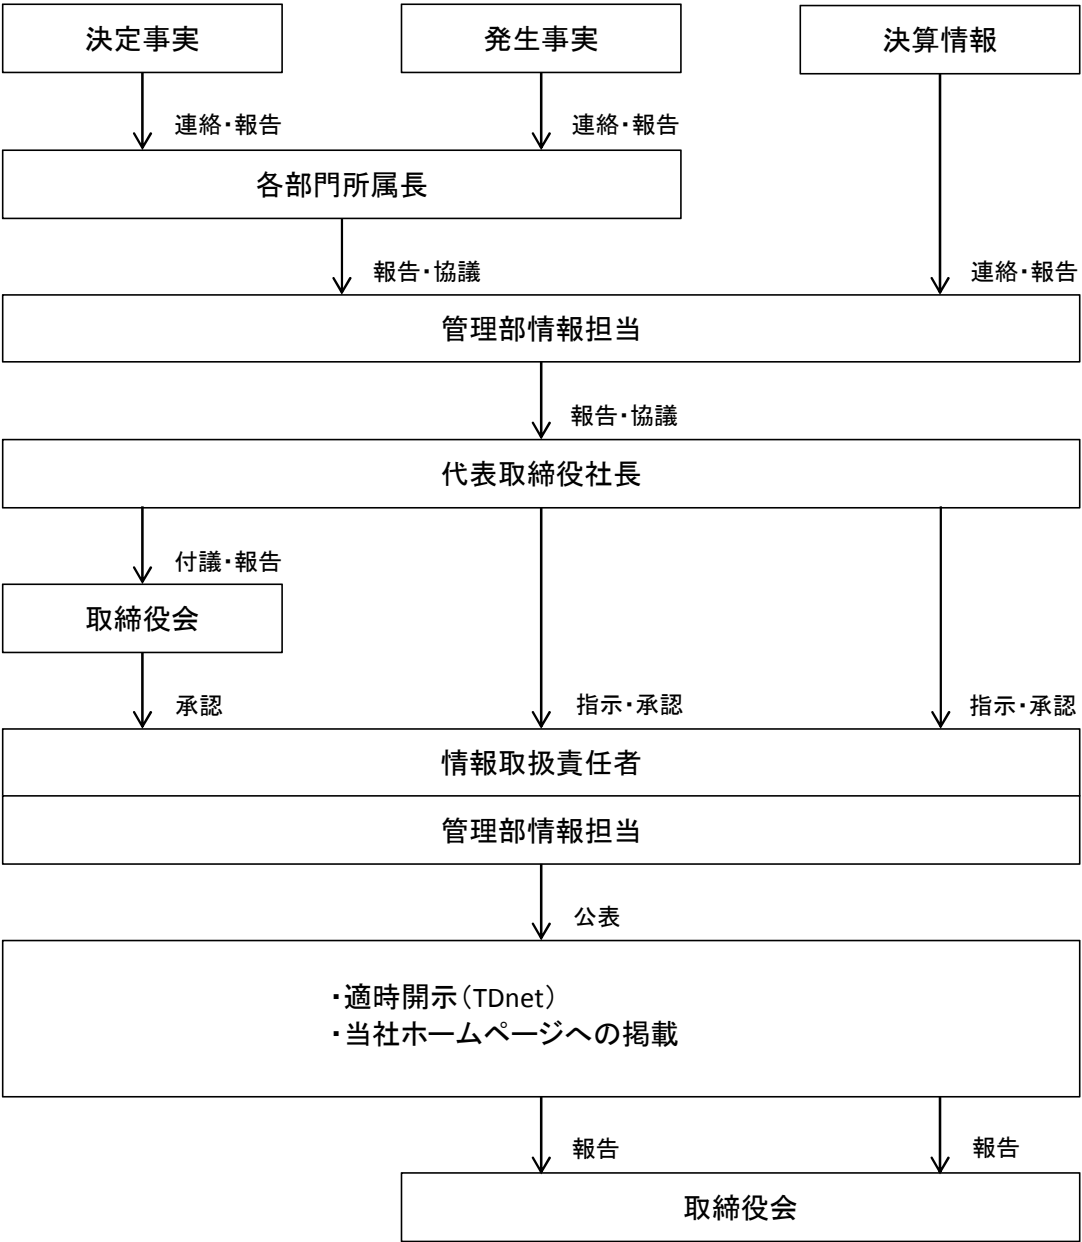 決定事実
発生事実
決算情報
連絡・報告
連絡・報告
各部門所属長
報告・協議
連絡・報告
管理部情報担当
報告・協議
代表取締役社長
付議・報告
取締役会
承認
指示・承認
指示・承認
情報取扱責任者
管理部情報担当
公表
・適時開示（TDnet）
・当社ホームページへの掲載
報告
報告
取締役会